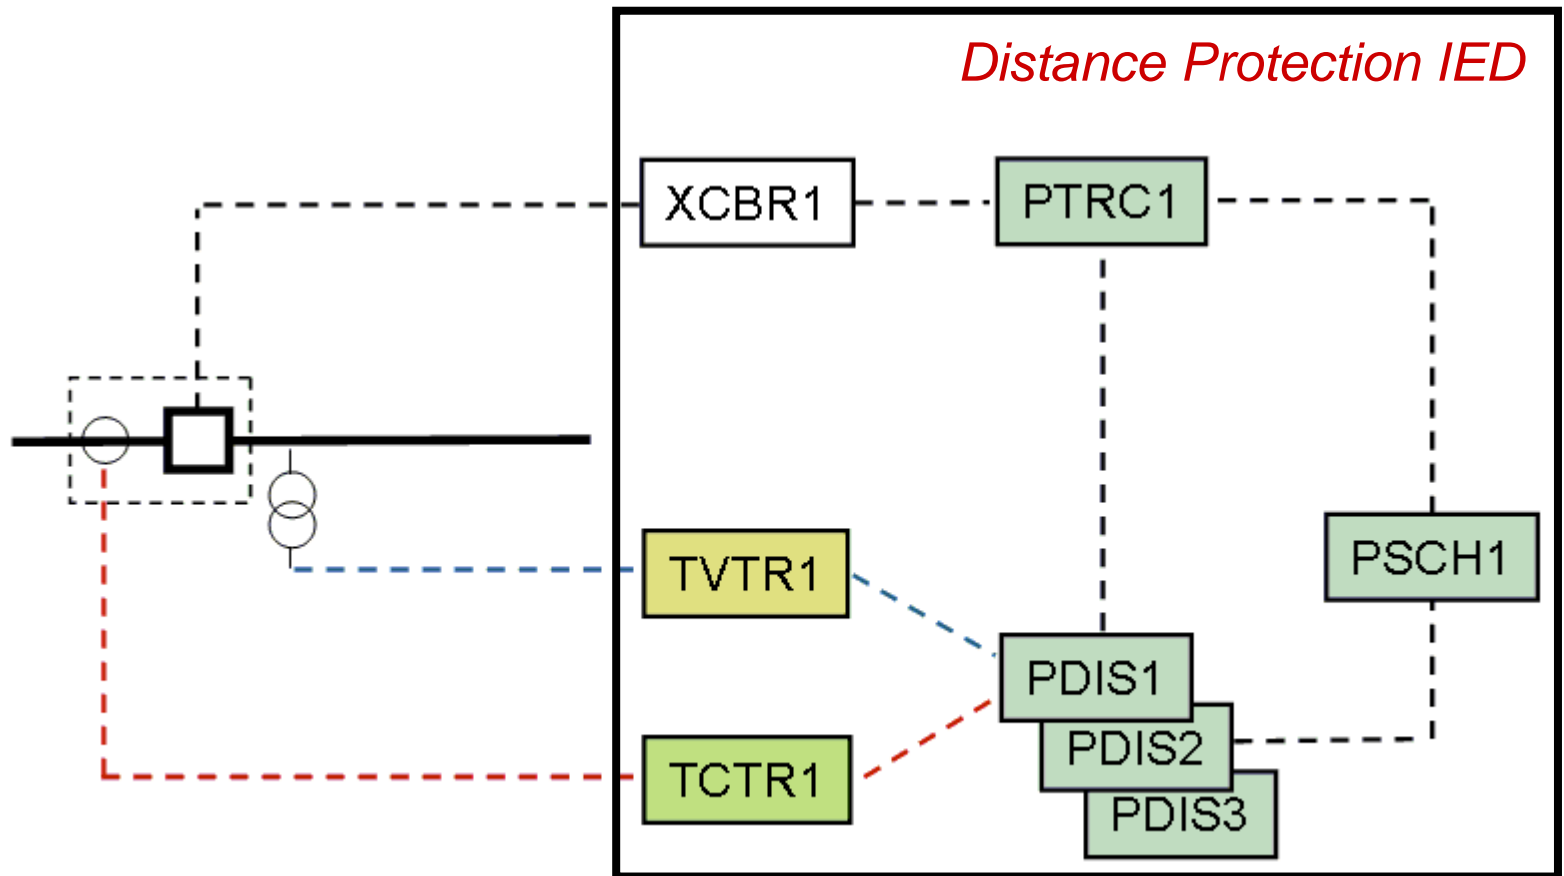 Distance Protection IED
XCBR1
PTRC1
PSCH1
TVTR1
PDIS1
PDIS2
TCTR1
PDIS3